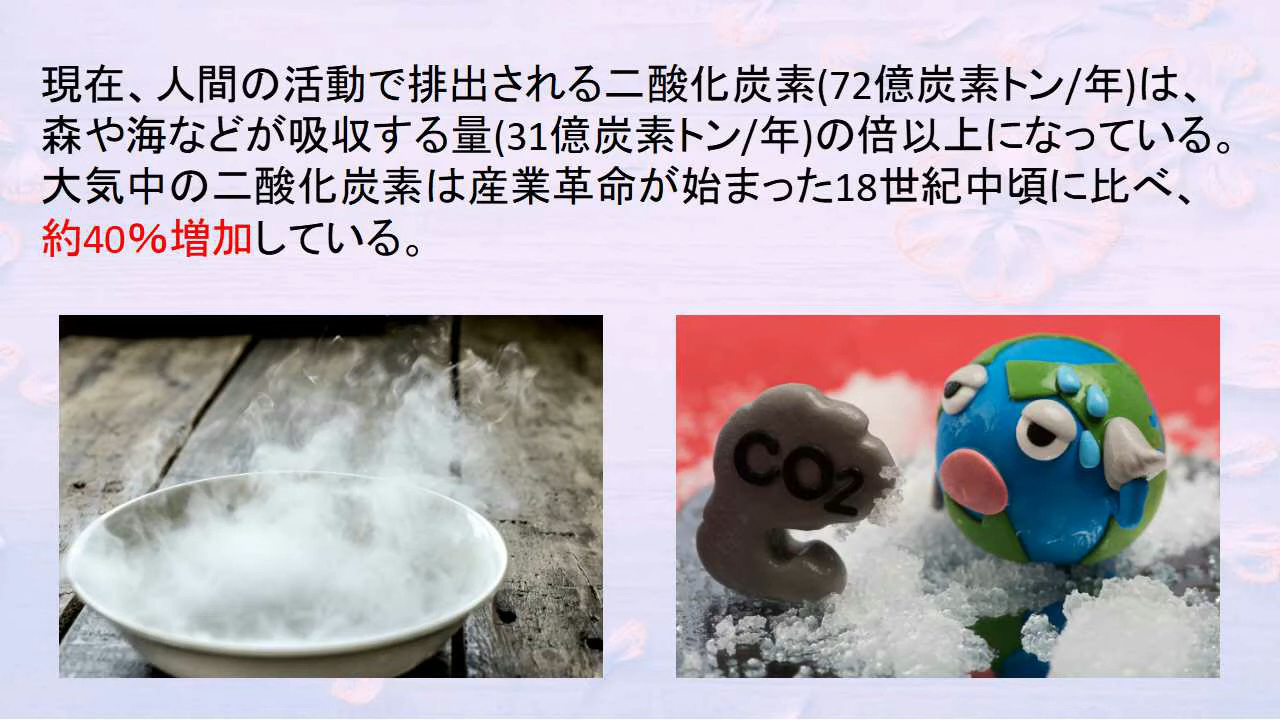 現在、人間の活動で排出される二酸化炭素(72億炭素トン/年)は、
森や海などが吸収する量(31億炭素トン/年)の倍以上になっている。
大気中の二酸化炭素は産業革命が始まった18世紀中頃に比べ、
約40%増加している。
CO2